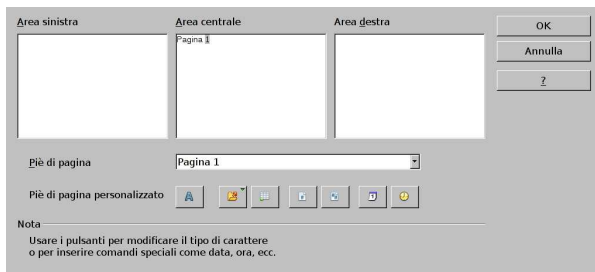 Area sinistra
Area centrale
Area destra
OK
Pagina 1
Annulla
?
Piè di pagina
Pagina 1
Piè di pagina personalizzato
Nota
Usare i pulsanti per modificare il tipo di carattere
o per inserire comandi speciali come data, ora, ecc.